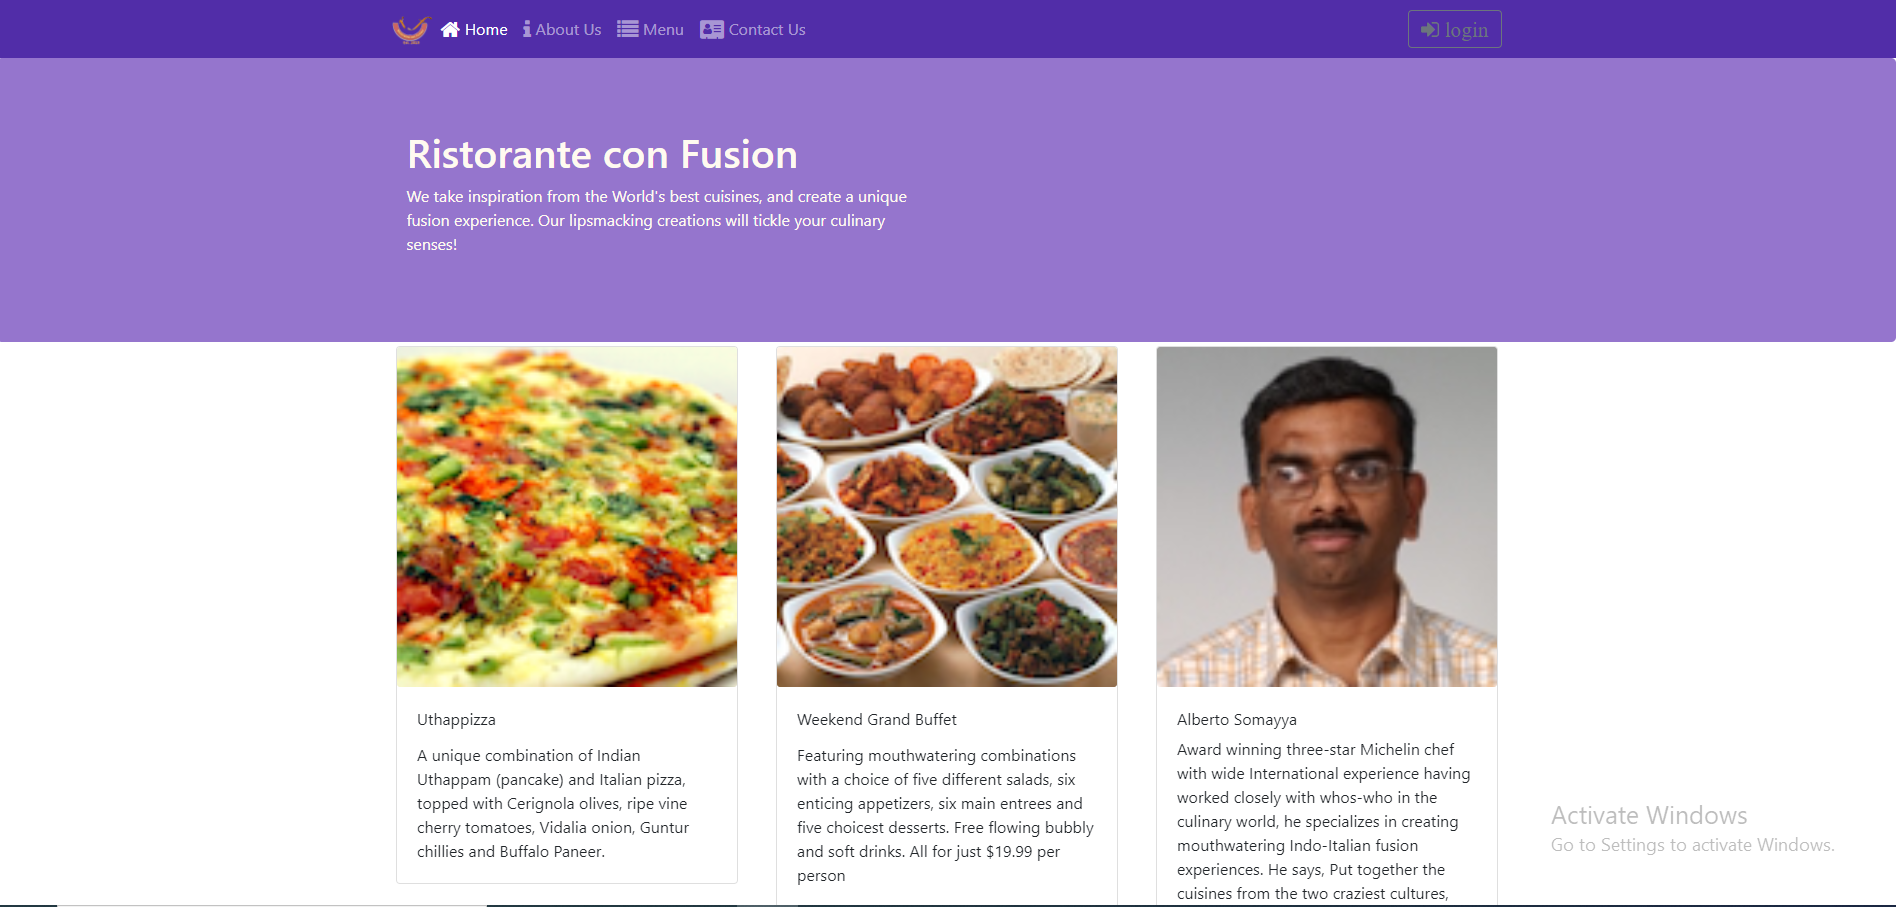 Home About Us Menu Contact Us login
Ristorante con Fusion
We take inspiration from the World's best cuisines, and create a unique
fusion experience. Our lipsmacking creations will tickle your culinary
senses!
Uthappizza
A unique combination of Indian
Uthappam (pancake) and Italian pizza,
topped with Cerignola olives, ripe vine
cherry tomatoes, Vidalia onion, Guntur
chillies and Buffalo Paneer.
Weekend Grand Buffet
Featuring mouthwatering combinations
with a choice of five different salads, six
enticing appetizers, six main entrees and
five choicest desserts. Free flowing bubbly
and soft drinks. All for just $19.99 per
person
Alberto Somayya
Award winning three-star Michelin chef
with wide International experience having
worked closely with whos-who in the
culinary world, he specializes in creating
mouthwatering Indo-Italian fusion
experiences. He says, Put together the
cuisines from the two craziest cultures,
Activate Windows
Go to Settings to activate Windows.